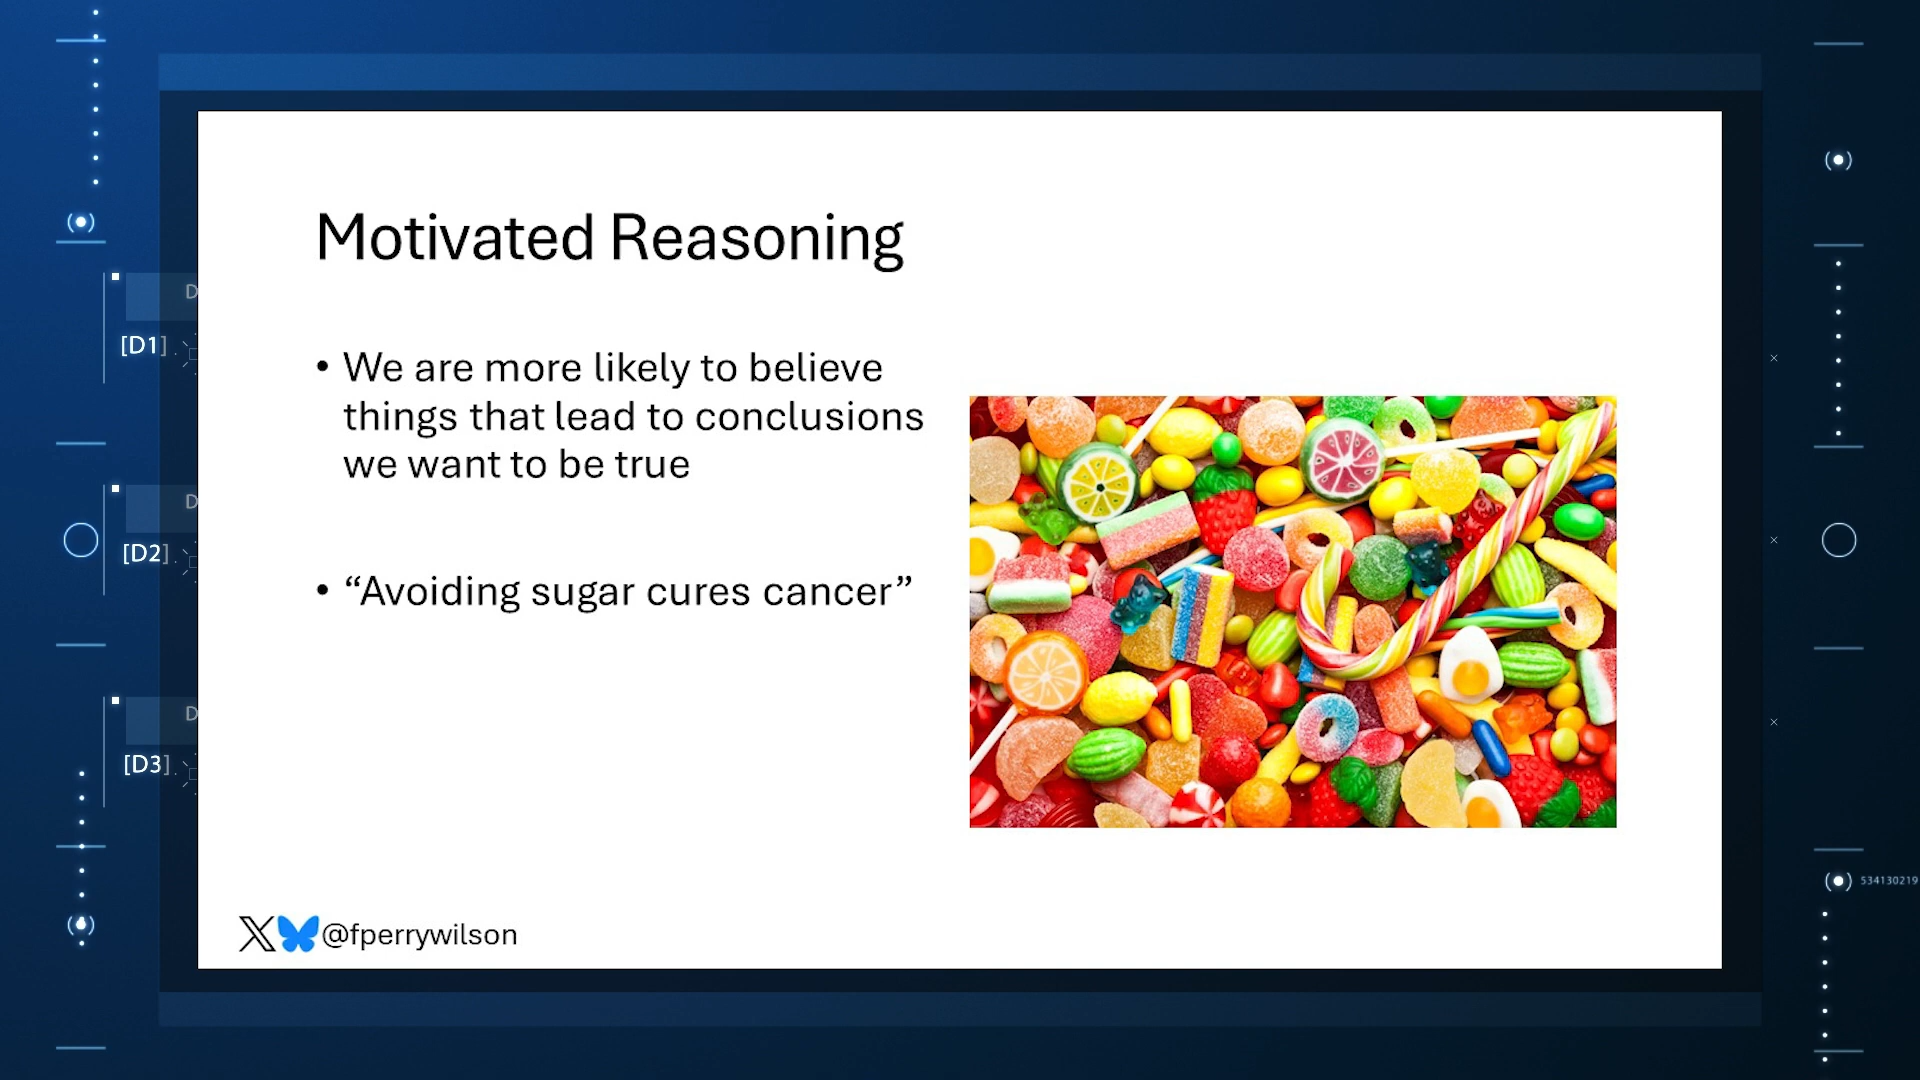 Motivated Reasoning
• We are more likely to believe
things that lead to conclusions
we want to be true
• “Avoiding sugar cures cancer”
@fperrywilson
D
[D1]
D
[D2]
D
[D3]
534130219